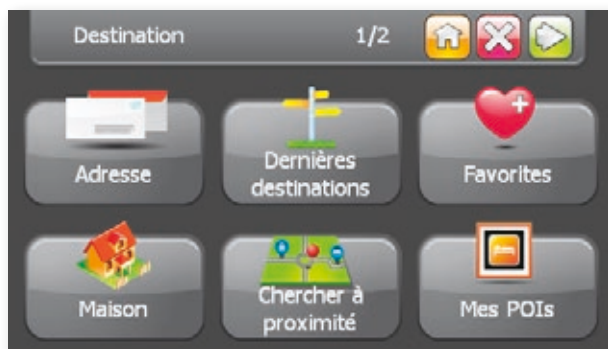 Destination 1/2
Adresse
Dernières
destinations
Favorites
Maison
Chercher à
proximité
Mes POIs